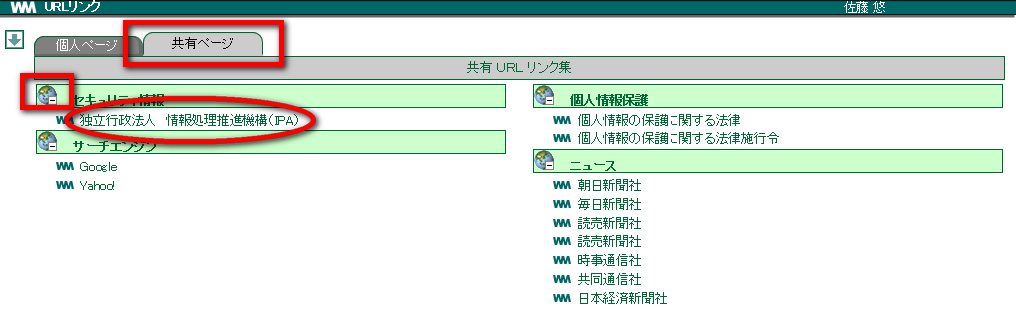 WM URLリンク
佐藤 悠
個人ページ
共有ページ
共有 URL リンク集
セキュリティ情報
WM 独立行政法人 情報処理推進機構(IPA)
サーチエンジン
WM Google
WM Yahoo!
個人情報保護
WM 個人情報の保護に関する法律
WM 個人情報の保護に関する法律施行令
ニュース
WM 朝日新聞社
WM 毎日新聞社
WM 読売新聞社
WM 読売新聞社
WM 時事通信社
WM 共同通信社
WM 日本経済新聞社